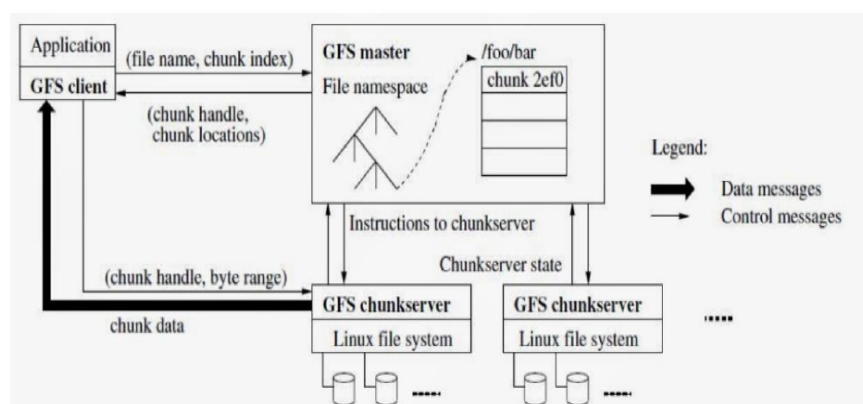 Application
GFS client
(file name, chunk index)
(chunk handle,
chunk locations)
GFS master
File namespace
/foo/bar
chunk 2ef0
Legend:
Data messages
Control messages
Instructions to chunkserver
Chunkserver state
(chunk handle, byte range)
chunk data
GFS chunkserver
Linux file system
GFS chunkserver
Linux file system